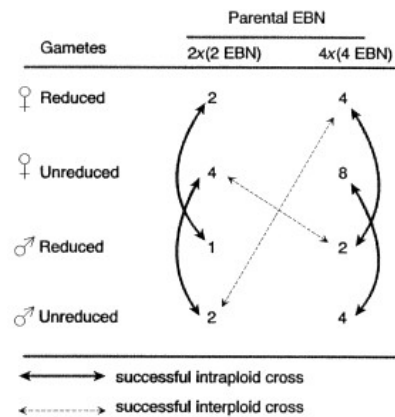 Parental EBN
Gametes 2x(2 EBN) 4x(4 EBN)
♀ Reduced 2 4
♀ Unreduced 4 8
♂ Reduced 1 2
♂ Unreduced 2 4
successful intraploid cross
successful interploid cross